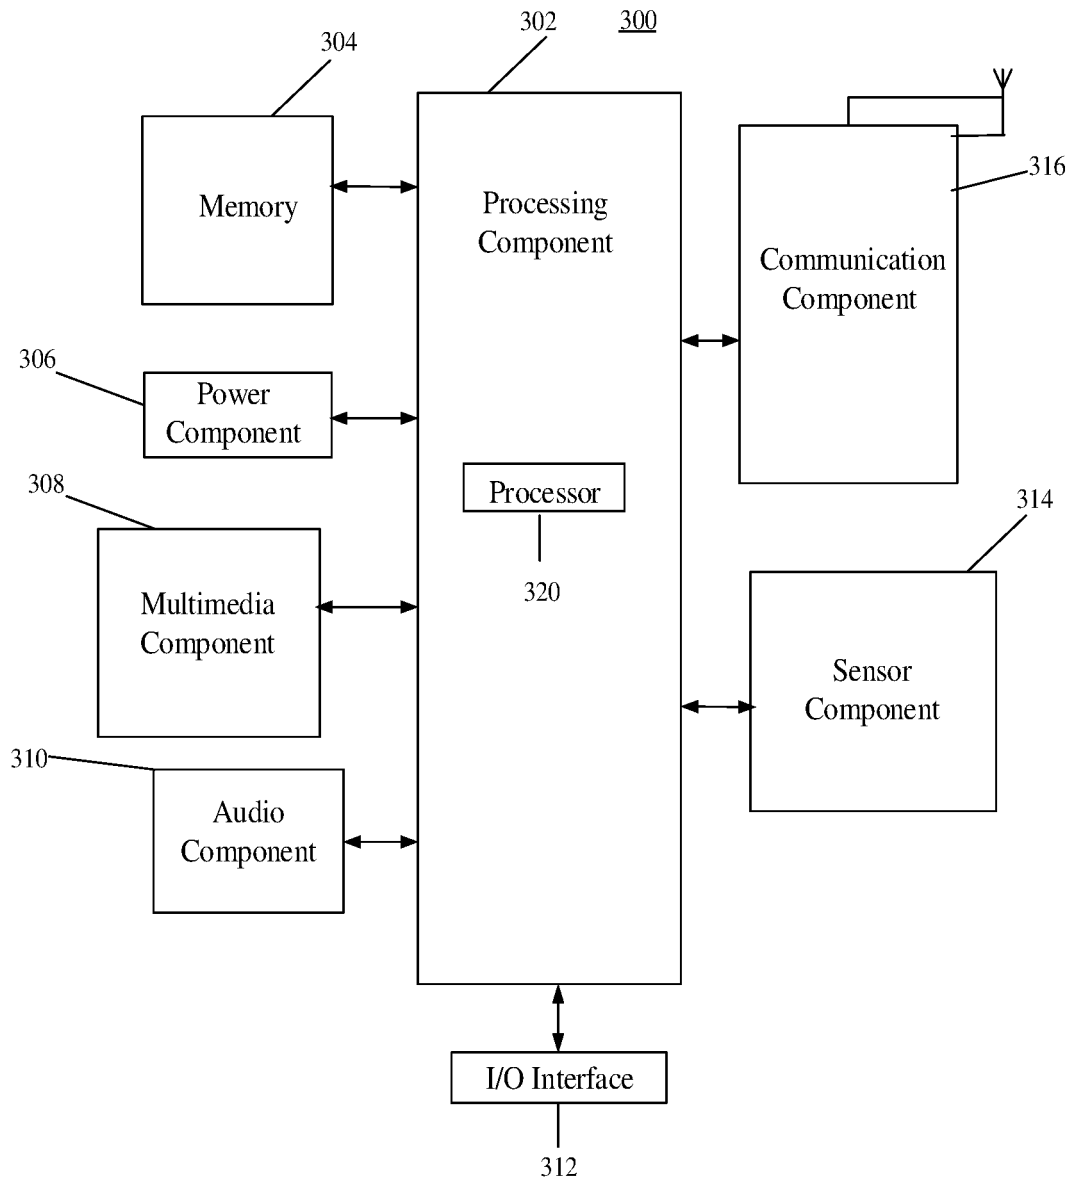 302
300
304
316
Memory
Processing
Component
Communication
Component
306
Power
Component
308
Processor
314
320
Multimedia
Component
Sensor
Component
310
Audio
Component
I/O Interface
312